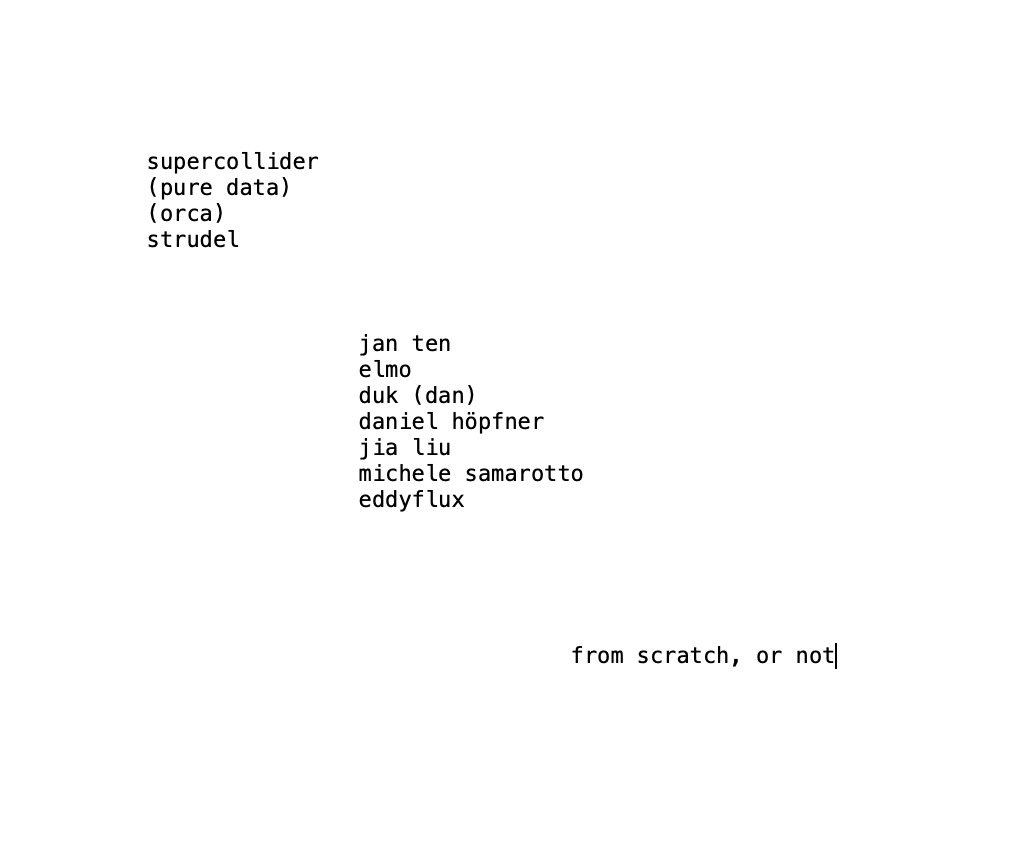 supercollider
(pure data)
(orca)
strudel
jan ten
elmo
duk (dan)
daniel höpfner
jia liu
michele samarotto
eddyflux
from scratch, or not